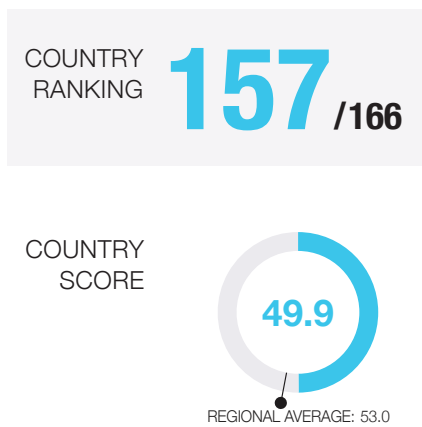 COUNTRY
RANKING
157/166
COUNTRY
SCORE
49.9
REGIONAL AVERAGE: 53.0